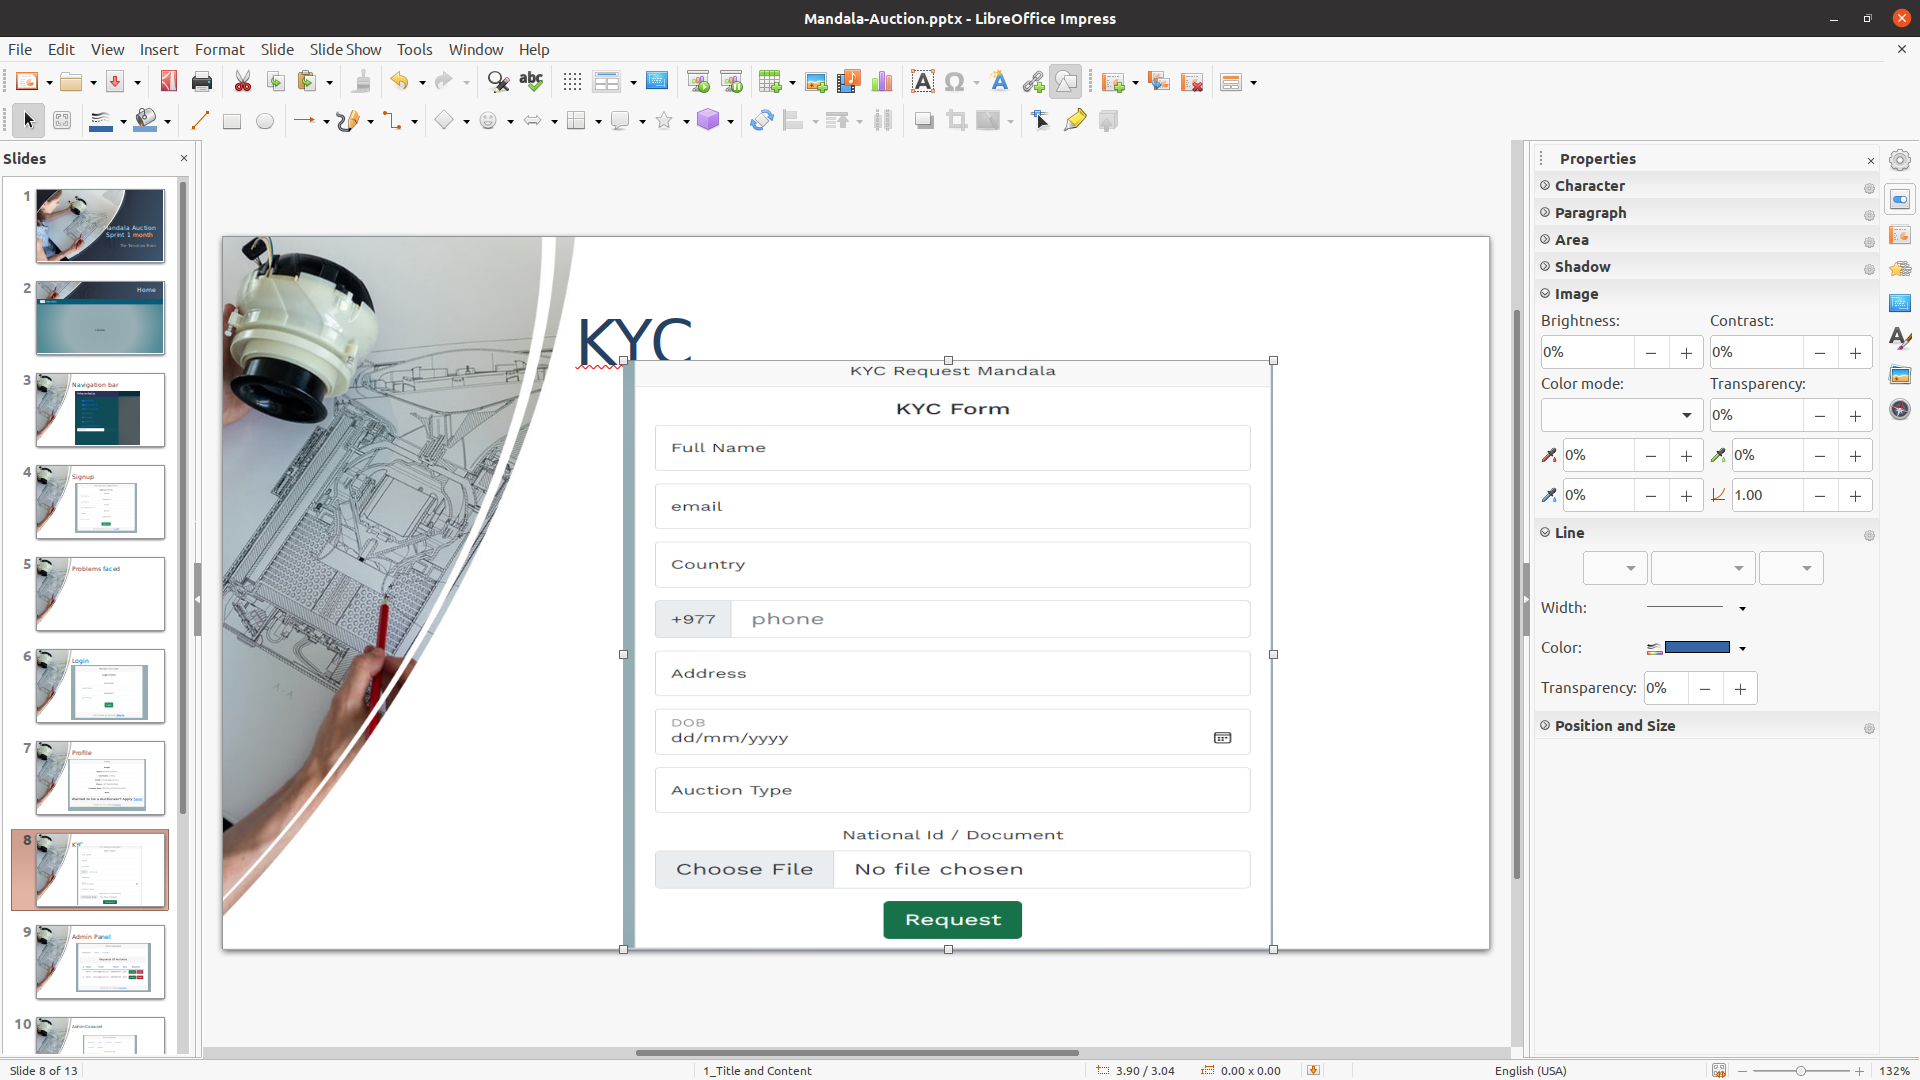 Mandala-Auction.pptx - LibreOffice Impress
File Edit View Insert Format Slide Slide Show Tools Window Help
Slides
1
Mandala Auction
Sprint 1 month
2
Home
3
Navigation bar
4
Signup
5
Problems faced
6
Login
7
Profile
8
9
Admin Panel
10
KYC
KYC Request Mandala
KYC Form
Full Name
email
Country
+977 phone
Address
DOB
dd/mm/yyyy
Auction Type
National Id / Document
Choose File No file chosen
Request
Properties
Character
Paragraph
Area
Shadow
Image
Brightness: Contrast:
0% 0%
Color mode: Transparency:
0%
0% 0%
0% 1.00
Line
Width:
Color:
Transparency: 0%
Position and Size
Slide 8 of 13
1_Title and Content
3.90 / 3.04
0.00 x 0.00
English (USA)
132%